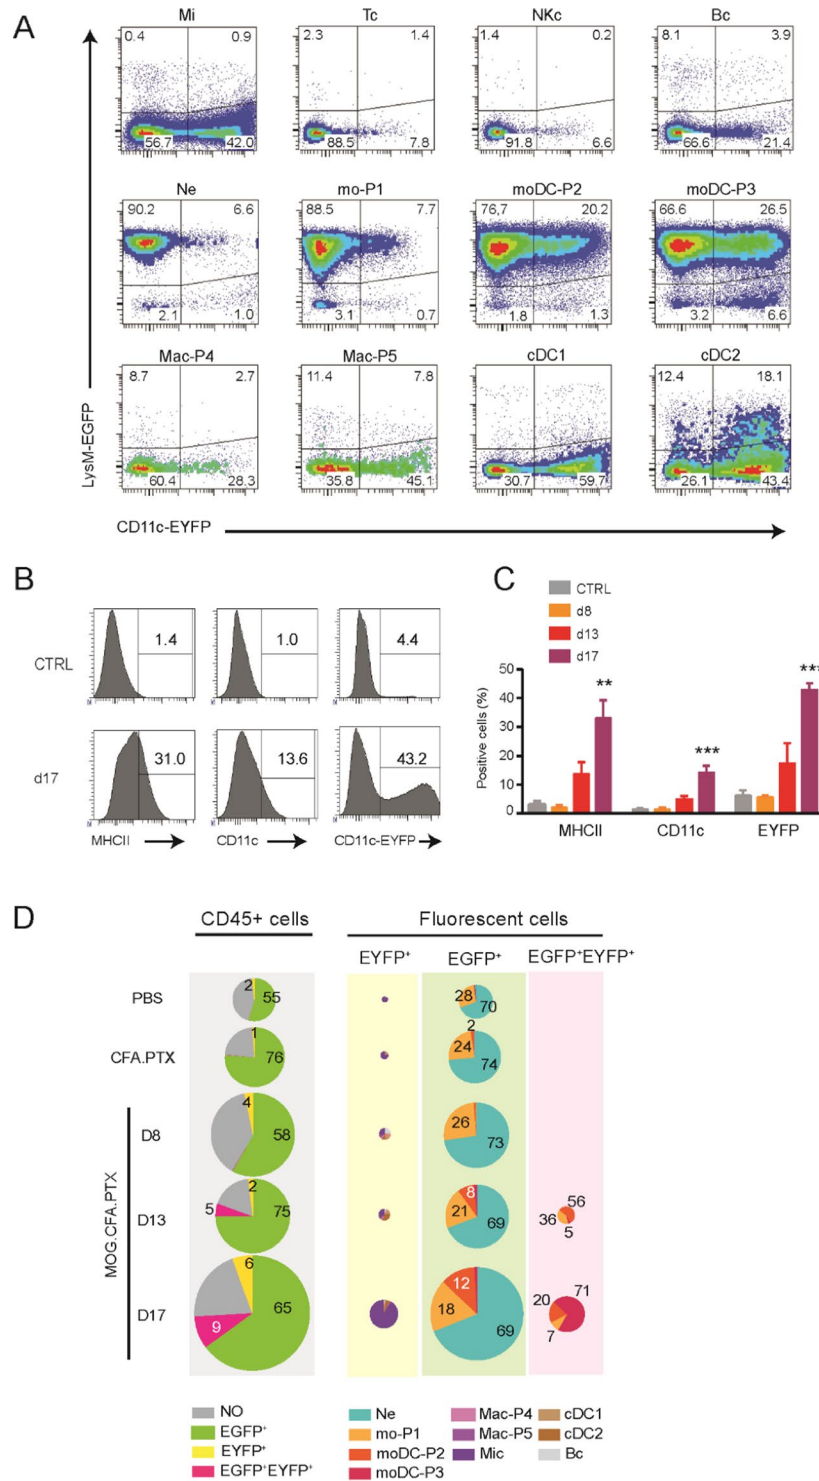 A
Mi
Tc
NKc
Bc
0.4 0.9
2.3 1.4
1.4 0.2
8.1 3.9
56.7 42.0
88.5 7.8
91.8 6.6
66.6 21.4
Ne
mo-P1
moDC-P2
moDC-P3
90.2 6.6
88.5 7.7
76,7 20.2
66.6 26.5
2.1 1.0
3.1 0.7
1.8 1.3
3.2 6.6
Mac-P4
Mac-P5
cDC1
cDC2
8.7 2.7
11.4 7.8
12.4 18.1
60.4 28.3
35.8 45.1
30.7 59.7
26.1 43.4
LysM-EGFP
CD11c-EYFP
B
CTRL
1.4
1.0
4.4
d17
31.0
13.6
43.2
MHCII
CD11c
CD11c-EYFP
C
CTRL
d8
d13
d17
Positive cells (%)
50
40
30
20
10
0
**
***
***
MHCII
CD11c
EYFP
D
CD45+ cells
Fluorescent cells
EYFP+
EGFP+
EGFP+EYFP+
PBS
2
55
28
70
CFA.PTX
1
76
2
24
74
MOG.CFA.PTX
D8
4
58
26
73
D13
5
2
75
8
21
69
36
56
5
D17
6
65
9
12
18
69
20
71
7
NO
EGFP+
EYFP+
EGFP+EYFP+
Ne
mo-P1
moDC-P2
moDC-P3
Mac-P4
Mac-P5
Mic
cDC1
cDC2
Bc